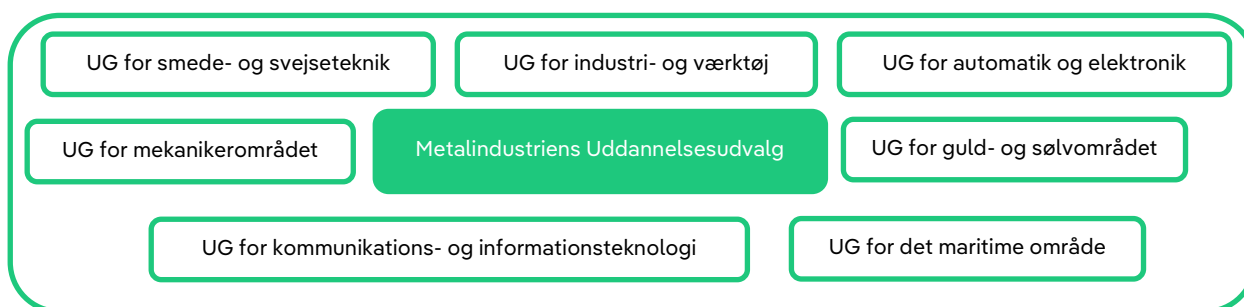 UG for smede- og svejseteknik
UG for industri- og værktøj
UG for automatik og elektronik
UG for mekanikerområdet
Metalindustriens Uddannelsesudvalg
UG for guld- og sølvområdet
UG for kommunikations- og informationsteknologi
UG for det maritime område